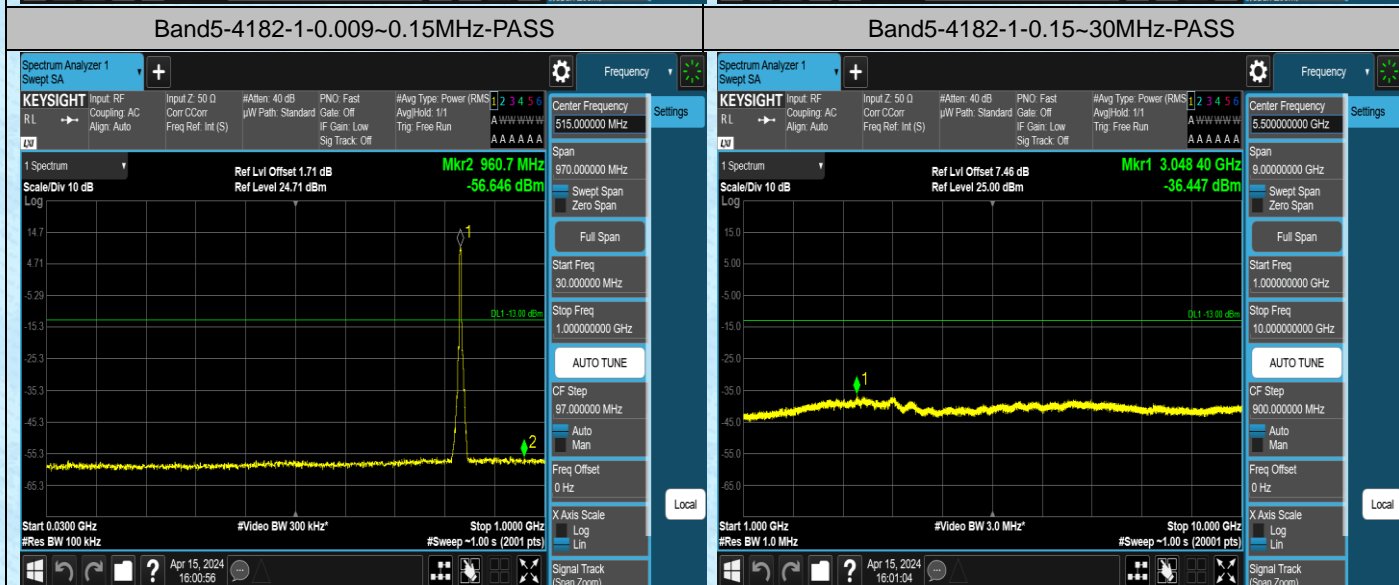 Band5-4182-1-0.009~0.15MHz-PASS
Band5-4182-1-0.15~30MHz-PASS
Spectrum Analyzer 1
Swept SA
+
Frequency
KEYSIGHT
RL
LXI
Input: RF
Coupling: AC
Align: Auto
Input Z: 50 Ω
Corr CCorr
Freq Ref: Int (S)
#Atten: 40 dB
µW Path: Standard
PNO: Fast
Gate: Off
IF Gain: Low
Sig Track: Off
#Avg Type: Power (RMS
Avg|Hold: 1/1
Trig: Free Run
1 2 3 4 5 6
A W W W W W
A A A A A A
1 Spectrum
Scale/Div 10 dB
Log
Ref Lvl Offset 1.71 dB
Ref Level 24.71 dBm
Mkr2 960.7 MHz
-56.646 dBm
14.7
4.71
-5.29
-15.3
-25.3
-35.3
-45.3
-55.3
-65.3
1
DL1 -13.00 dBm
2
Start 0.0300 GHz
#Res BW 100 kHz
#Video BW 300 kHz*
Stop 1.0000 GHz
#Sweep ~1.00 s (2001 pts)
Center Frequency
515.000000 MHz
Settings
Span
970.000000 MHz
Swept Span
Zero Span
Full Span
Start Freq
30.000000 MHz
Stop Freq
1.000000000 GHz
AUTO TUNE
CF Step
97.000000 MHz
Auto
Man
Freq Offset
0 Hz
X Axis Scale
Log
Lin
Local
Signal Track
(Span Zoom)
?
Apr 15, 2024
16:00:56
Spectrum Analyzer 1
Swept SA
+
Frequency
KEYSIGHT
RL
LXI
Input: RF
Coupling: AC
Align: Auto
Input Z: 50 Ω
Corr CCorr
Freq Ref: Int (S)
#Atten: 40 dB
µW Path: Standard
PNO: Fast
Gate: Off
IF Gain: Low
Sig Track: Off
#Avg Type: Power (RMS
Avg|Hold: 1/1
Trig: Free Run
1 2 3 4 5 6
A W W W W W
A A A A A A
1 Spectrum
Scale/Div 10 dB
Log
Ref Lvl Offset 7.46 dB
Ref Level 25.00 dBm
Mkr1 3.048 40 GHz
-36.447 dBm
15.0
5.00
-5.00
-15.0
-25.0
-35.0
-45.0
-55.0
-65.0
DL1 -13.00 dBm
1
Start 1.000 GHz
#Res BW 1.0 MHz
#Video BW 3.0 MHz*
Stop 10.000 GHz
#Sweep ~1.00 s (20001 pts)
Center Frequency
5.500000000 GHz
Settings
Span
9.00000000 GHz
Swept Span
Zero Span
Full Span
Start Freq
1.000000000 GHz
Stop Freq
10.000000000 GHz
AUTO TUNE
CF Step
900.000000 MHz
Auto
Man
Freq Offset
0 Hz
X Axis Scale
Log
Lin
Local
Signal Track
(Span Zoom)
?
Apr 15, 2024
16:01:04